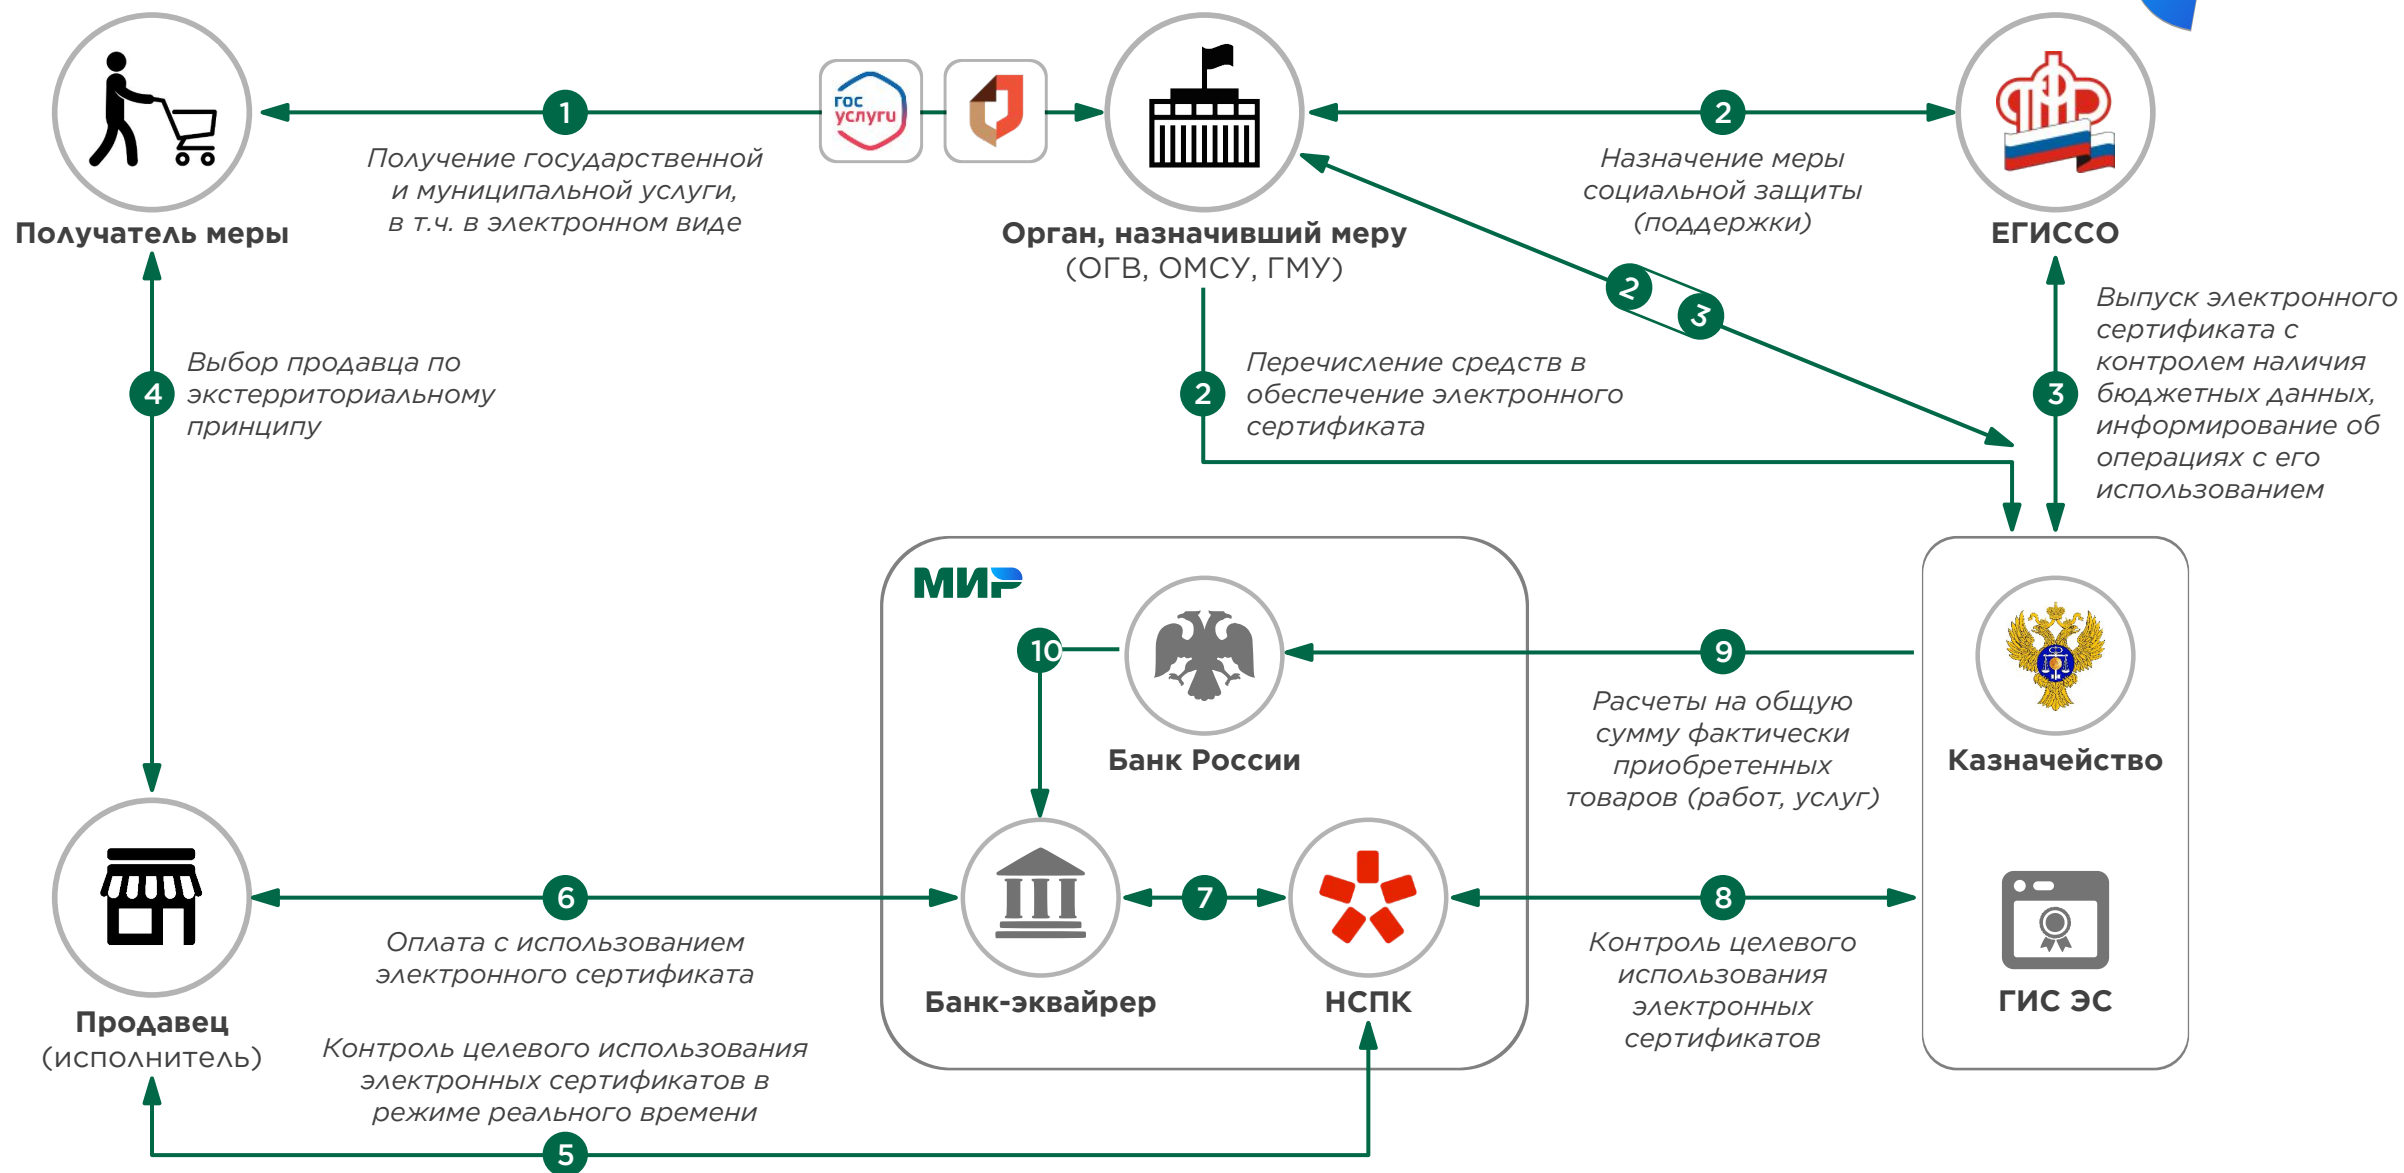 1
гос
услуги
2
Получение государственной
и муниципальной услуги,
в т.ч. в электронном виде
Назначение меры
социальной защиты
(поддержки)
Получатель меры
Орган, назначивший меру
(ОГВ, ОМСУ, ГМУ)
ЕГИССО
2
3
Выпуск электронного
сертификата с
контролем наличия
бюджетных данных,
информирование об
операциях с его
использованием
3
4
Выбор продавца по
экстерриториальному
принципу
2
Перечисление средств в
обеспечение электронного
сертификата
МИР
10
Банк России
9
Расчеты на общую
сумму фактически
приобретенных
товаров (работ, услуг)
Казначейство
6
Оплата с использованием
электронного сертификата
7
8
Контроль целевого
использования
электронных
сертификатов
Банк-эквайрер
НСПК
ГИС ЭС
Продавец
(исполнитель)
Контроль целевого использования
электронных сертификатов в
режиме реального времени
5